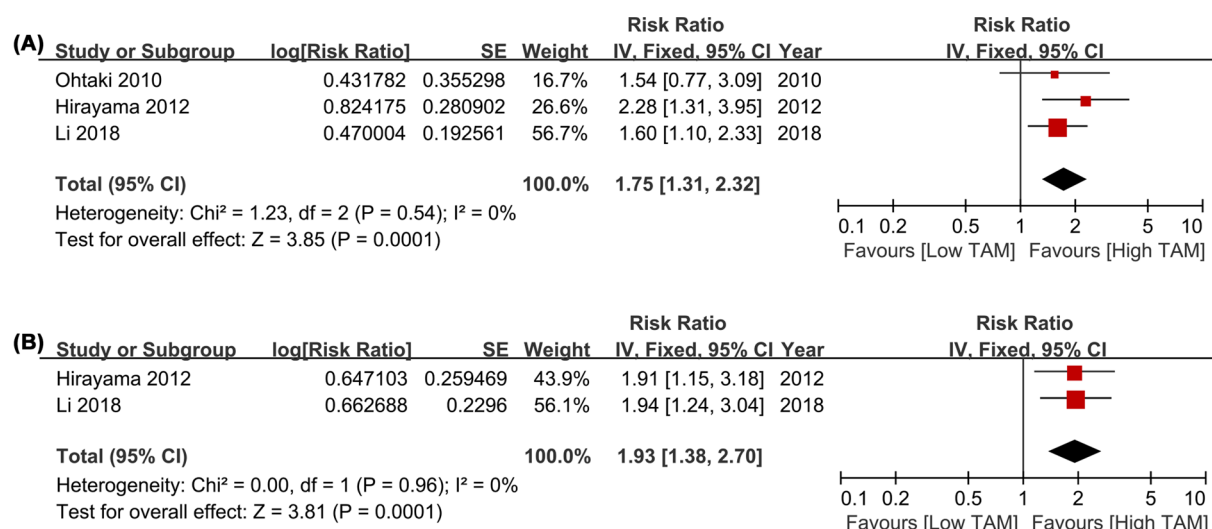 Risk Ratio Risk Ratio
(A) Study or Subgroup log[Risk Ratio] SE Weight IV, Fixed, 95% CI Year IV, Fixed, 95% CI
Ohtaki 2010 0.431782 0.355298 16.7% 1.54 [0.77, 3.09] 2010
Hirayama 2012 0.824175 0.280902 26.6% 2.28 [1.31, 3.95] 2012
Li 2018 0.470004 0.192561 56.7% 1.60 [1.10, 2.33] 2018
Total (95% CI) 100.0% 1.75 [1.31, 2.32]
Heterogeneity: Chi² = 1.23, df = 2 (P = 0.54); I² = 0%
Test for overall effect: Z = 3.85 (P = 0.0001)
0.1 0.2 0.5 1 2 5 10
Favours [Low TAM] Favours [High TAM]
Risk Ratio Risk Ratio
(B) Study or Subgroup log[Risk Ratio] SE Weight IV, Fixed, 95% CI Year IV, Fixed, 95% CI
Hirayama 2012 0.647103 0.259469 43.9% 1.91 [1.15, 3.18] 2012
Li 2018 0.662688 0.2296 56.1% 1.94 [1.24, 3.04] 2018
Total (95% CI) 100.0% 1.93 [1.38, 2.70]
Heterogeneity: Chi² = 0.00, df = 1 (P = 0.96); I² = 0%
Test for overall effect: Z = 3.81 (P = 0.0001)
0.1 0.2 0.5 1 2 5 10
Favours [Low TAM] Favours [High TAM]